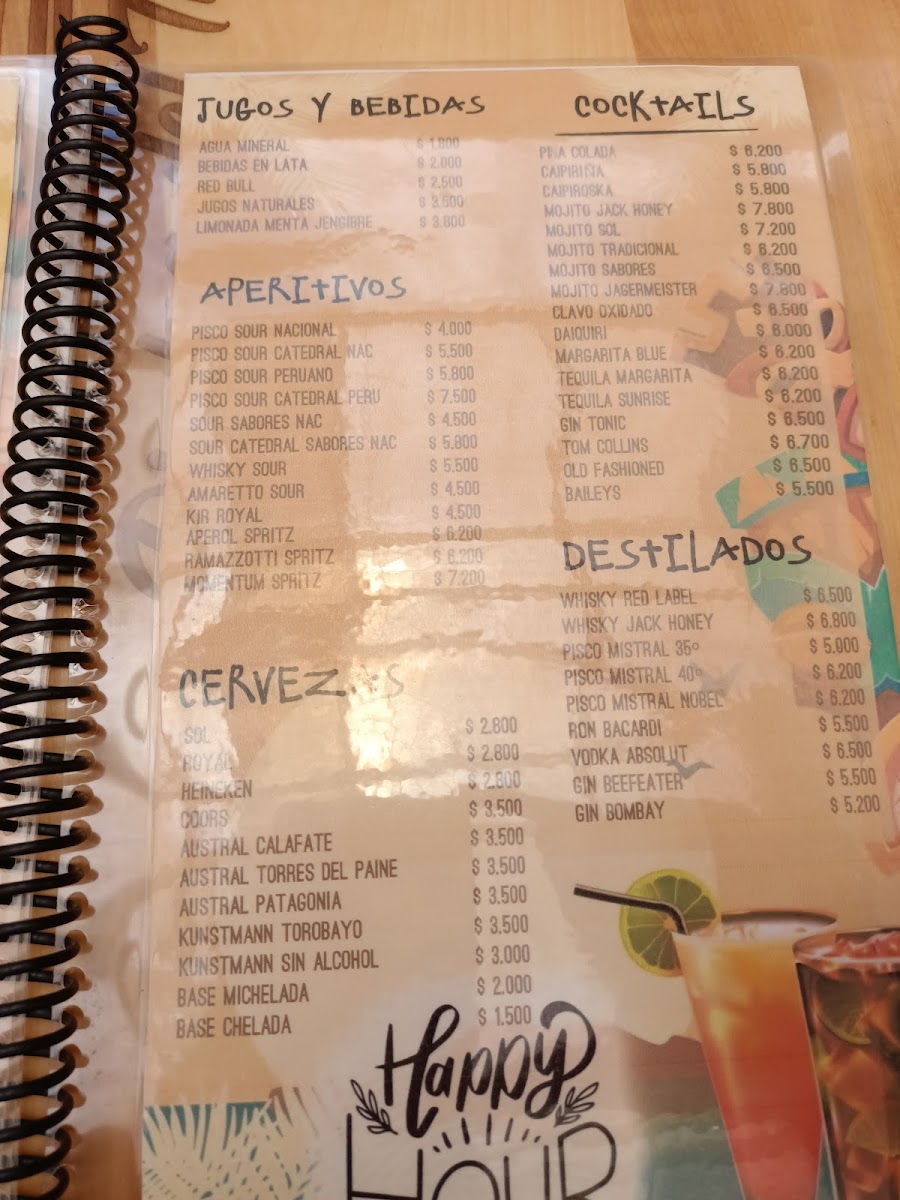 JUGOS Y BEBIDAS
AGUA MINERAL $ 1.800
BEBIDAS EN LATA $ 2.000
RED BULL $ 2.500
JUGOS NATURALES $ 3.500
LIMONADA MENTA JENGIBRE $ 3.800
APERITIVOS
PISCO SOUR NACIONAL $ 4.000
PISCO SOUR CATEDRAL NAC $ 5.500
PISCO SOUR PERUANO $ 5.800
PISCO SOUR CATEDRAL PERU $ 7.500
SOUR SABORES NAC $ 4.500
SOUR CATEDRAL SABORES NAC $ 5.800
WHISKY SOUR $ 5.500
AMARETTO SOUR $ 4.500
KIR ROYAL $ 4.500
APEROL SPRITZ $ 6.200
RAMAZZOTTI SPRITZ $ 6.200
MOMENTUM SPRITZ $ 7.200
CERVEZAS
SOL $ 2.800
ROYAL $ 2.800
HEINEKEN $ 2.800
COORS $ 3.500
AUSTRAL CALAFATE $ 3.500
AUSTRAL TORRES DEL PAINE $ 3.500
AUSTRAL PATAGONIA $ 3.500
KUNSTMANN TOROBAYO $ 3.500
KUNSTMANN SIN ALCOHOL $ 3.000
BASE MICHELADA $ 2.000
BASE CHELADA $ 1.500
COCKTAILS
PIÑA COLADA $ 6.200
CAIPIRIÑA $ 5.800
CAIPIROSKA $ 5.800
MOJITO JACK HONEY $ 7.800
MOJITO SOL $ 7.200
MOJITO TRADICIONAL $ 6.200
MOJITO SABORES $ 6.500
MOJITO JAGERMEISTER $ 7.800
CLAVO OXIDADO $ 6.500
DAIQUIRI $ 6.000
MARGARITA BLUE $ 6.200
TEQUILA MARGARITA $ 6.200
TEQUILA SUNRISE $ 6.200
GIN TONIC $ 6.500
TOM COLLINS $ 6.700
OLD FASHIONED $ 6.500
BAILEYS $ 5.500
DESTILADOS
WHISKY RED LABEL $ 6.500
WHISKY JACK HONEY $ 6.800
PISCO MISTRAL 35º $ 5.900
PISCO MISTRAL 40º $ 6.200
PISCO MISTRAL NOBEL $ 6.200
RON BACARDI $ 5.500
VODKA ABSOLUT $ 6.500
GIN BEEFEATER $ 5.500
GIN BOMBAY $ 5.200
Happy
HOUR